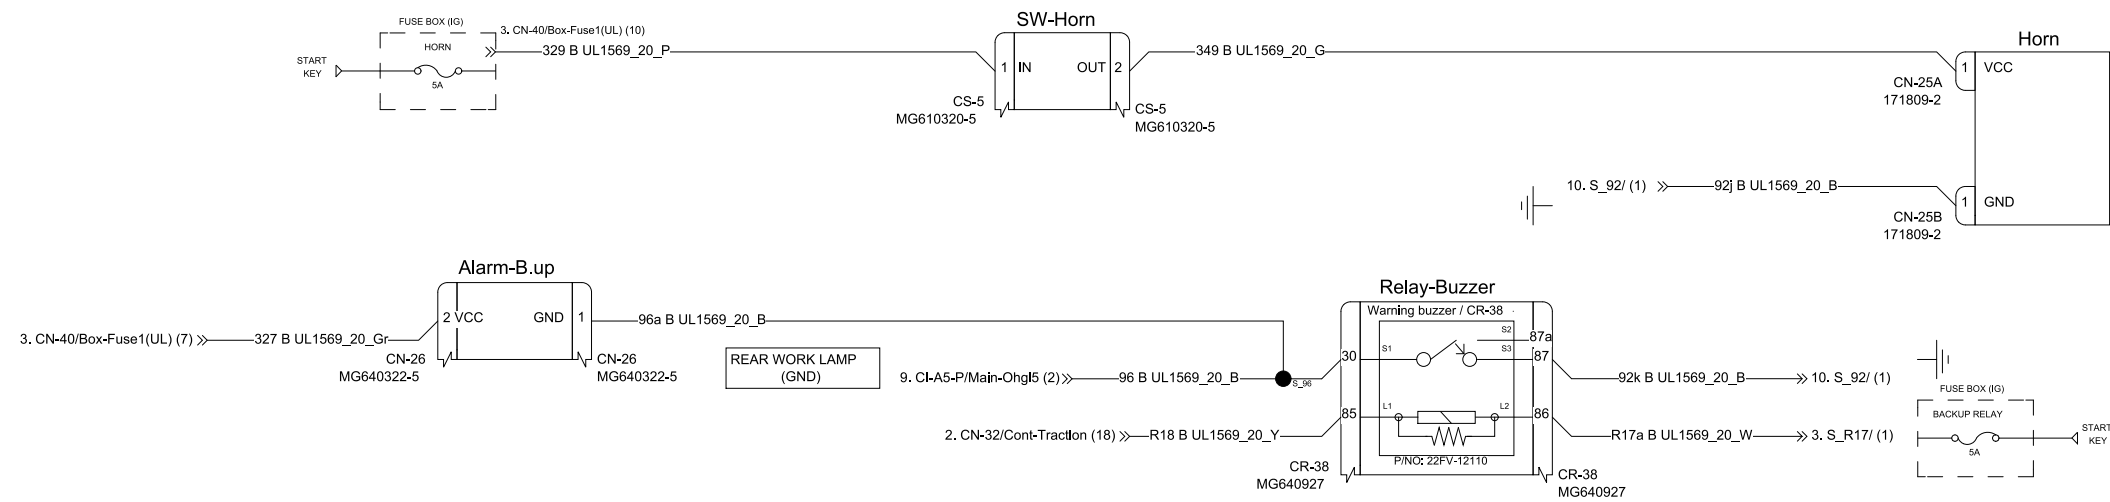 SW-Horn
FUSE BOX (IG)
3. CN-40/Box-Fuse1(UL) (10)
HORN
329 B UL1569_20_P
START
KEY
5A
1 IN OUT 2
349 B UL1569_20_G
CS-5
MG610320-5
CS-5
MG610320-5
Horn
1 VCC
CN-25A
171809-2
10. S_92/ (1)
92j B UL1569_20_B
1 GND
CN-25B
171809-2
Alarm-B.up
2 VCC GND 1
3. CN-40/Box-Fuse1(UL) (7)
327 B UL1569_20_Gr
96a B UL1569_20_B
CN-26
MG640322-5
CN-26
MG640322-5
REAR WORK LAMP
(GND)
9. CI-A5-P/Main-Ohgl5 (2)
96 B UL1569_20_B
S_96
2. CN-32/Cont-Traction (18)
R18 B UL1569_20_Y
Relay-Buzzer
Warning buzzer / CR-38
S2
87a
30
S1
S3
87
85
L1
L2
86
P/NO: 22FV-12110
CR-38
MG640927
CR-38
MG640927
92k B UL1569_20_B
10. S_92/ (1)
R17a B UL1569_20_W
3. S_R17/ (1)
FUSE BOX (IG)
BACKUP RELAY
5A
START
KEY